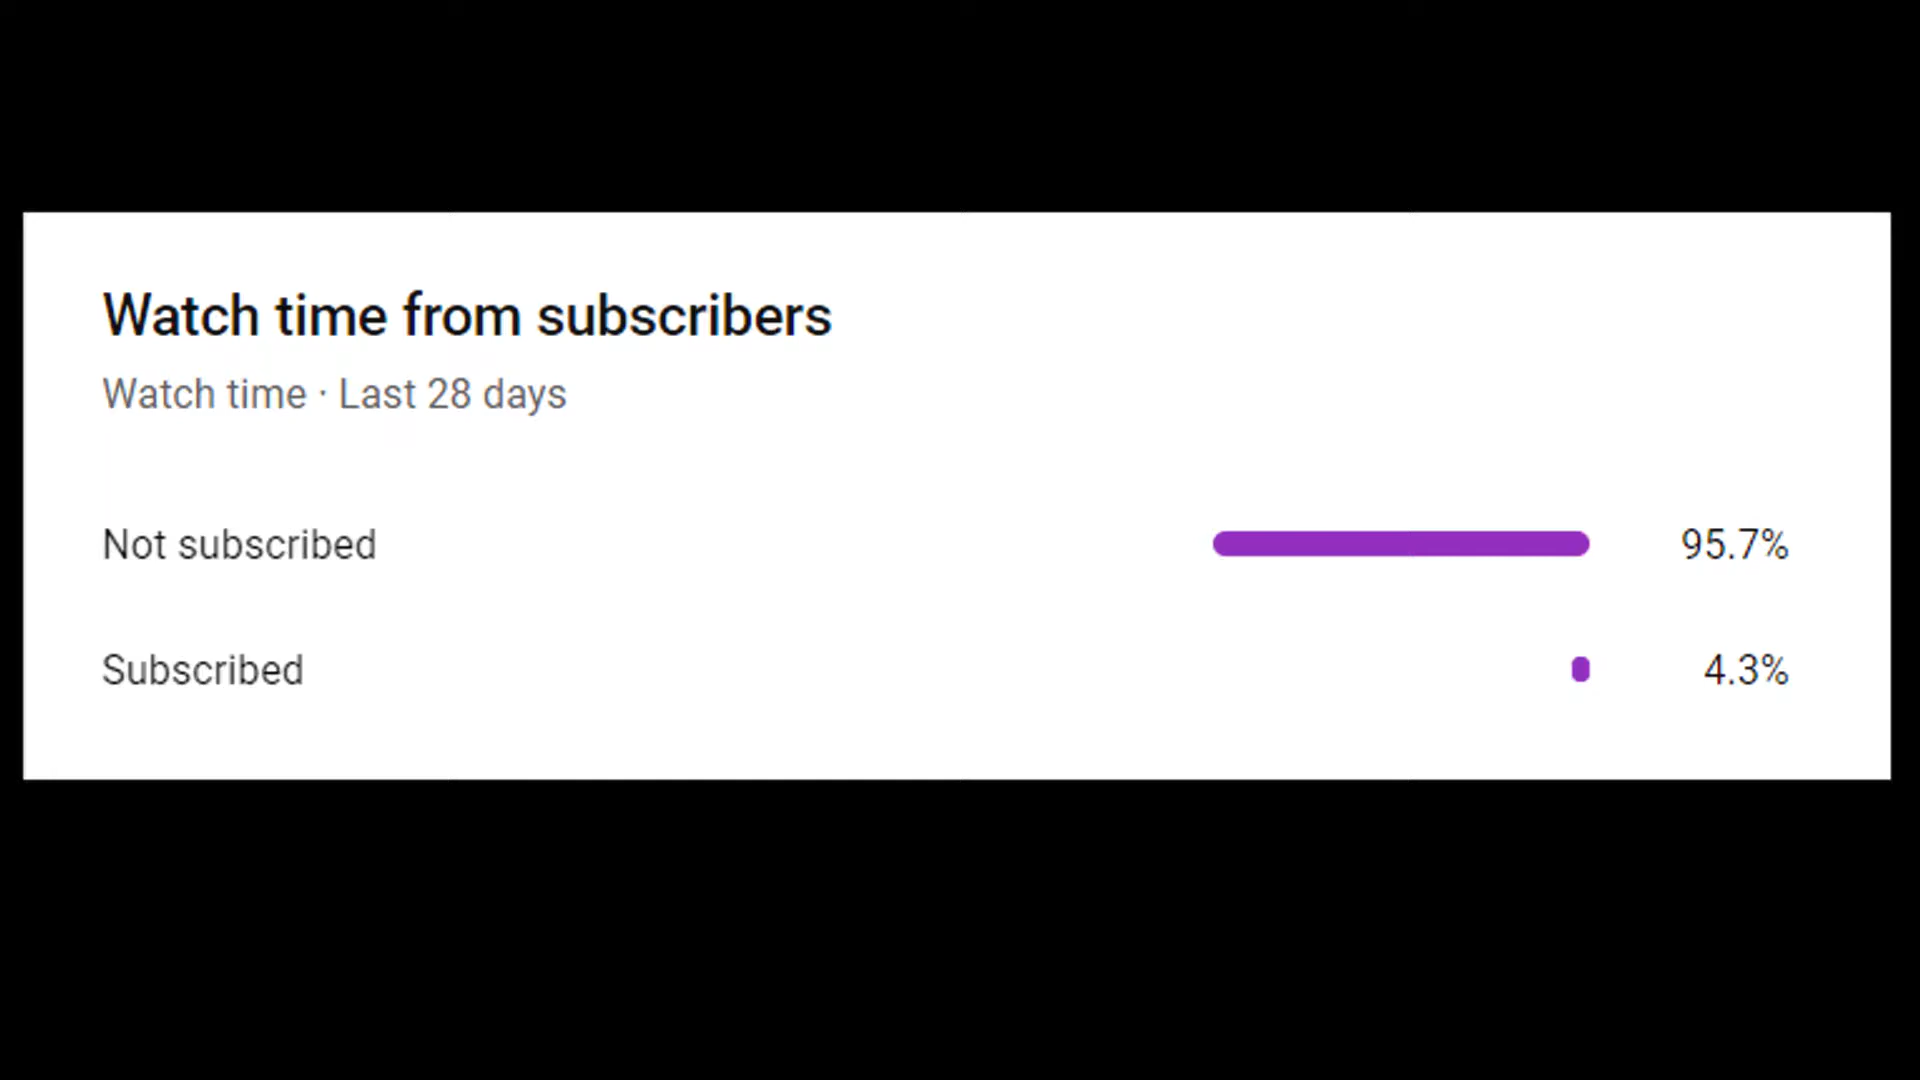 Watch time from subscribers
Watch time · Last 28 days
Not subscribed 95.7%
Subscribed 4.3%